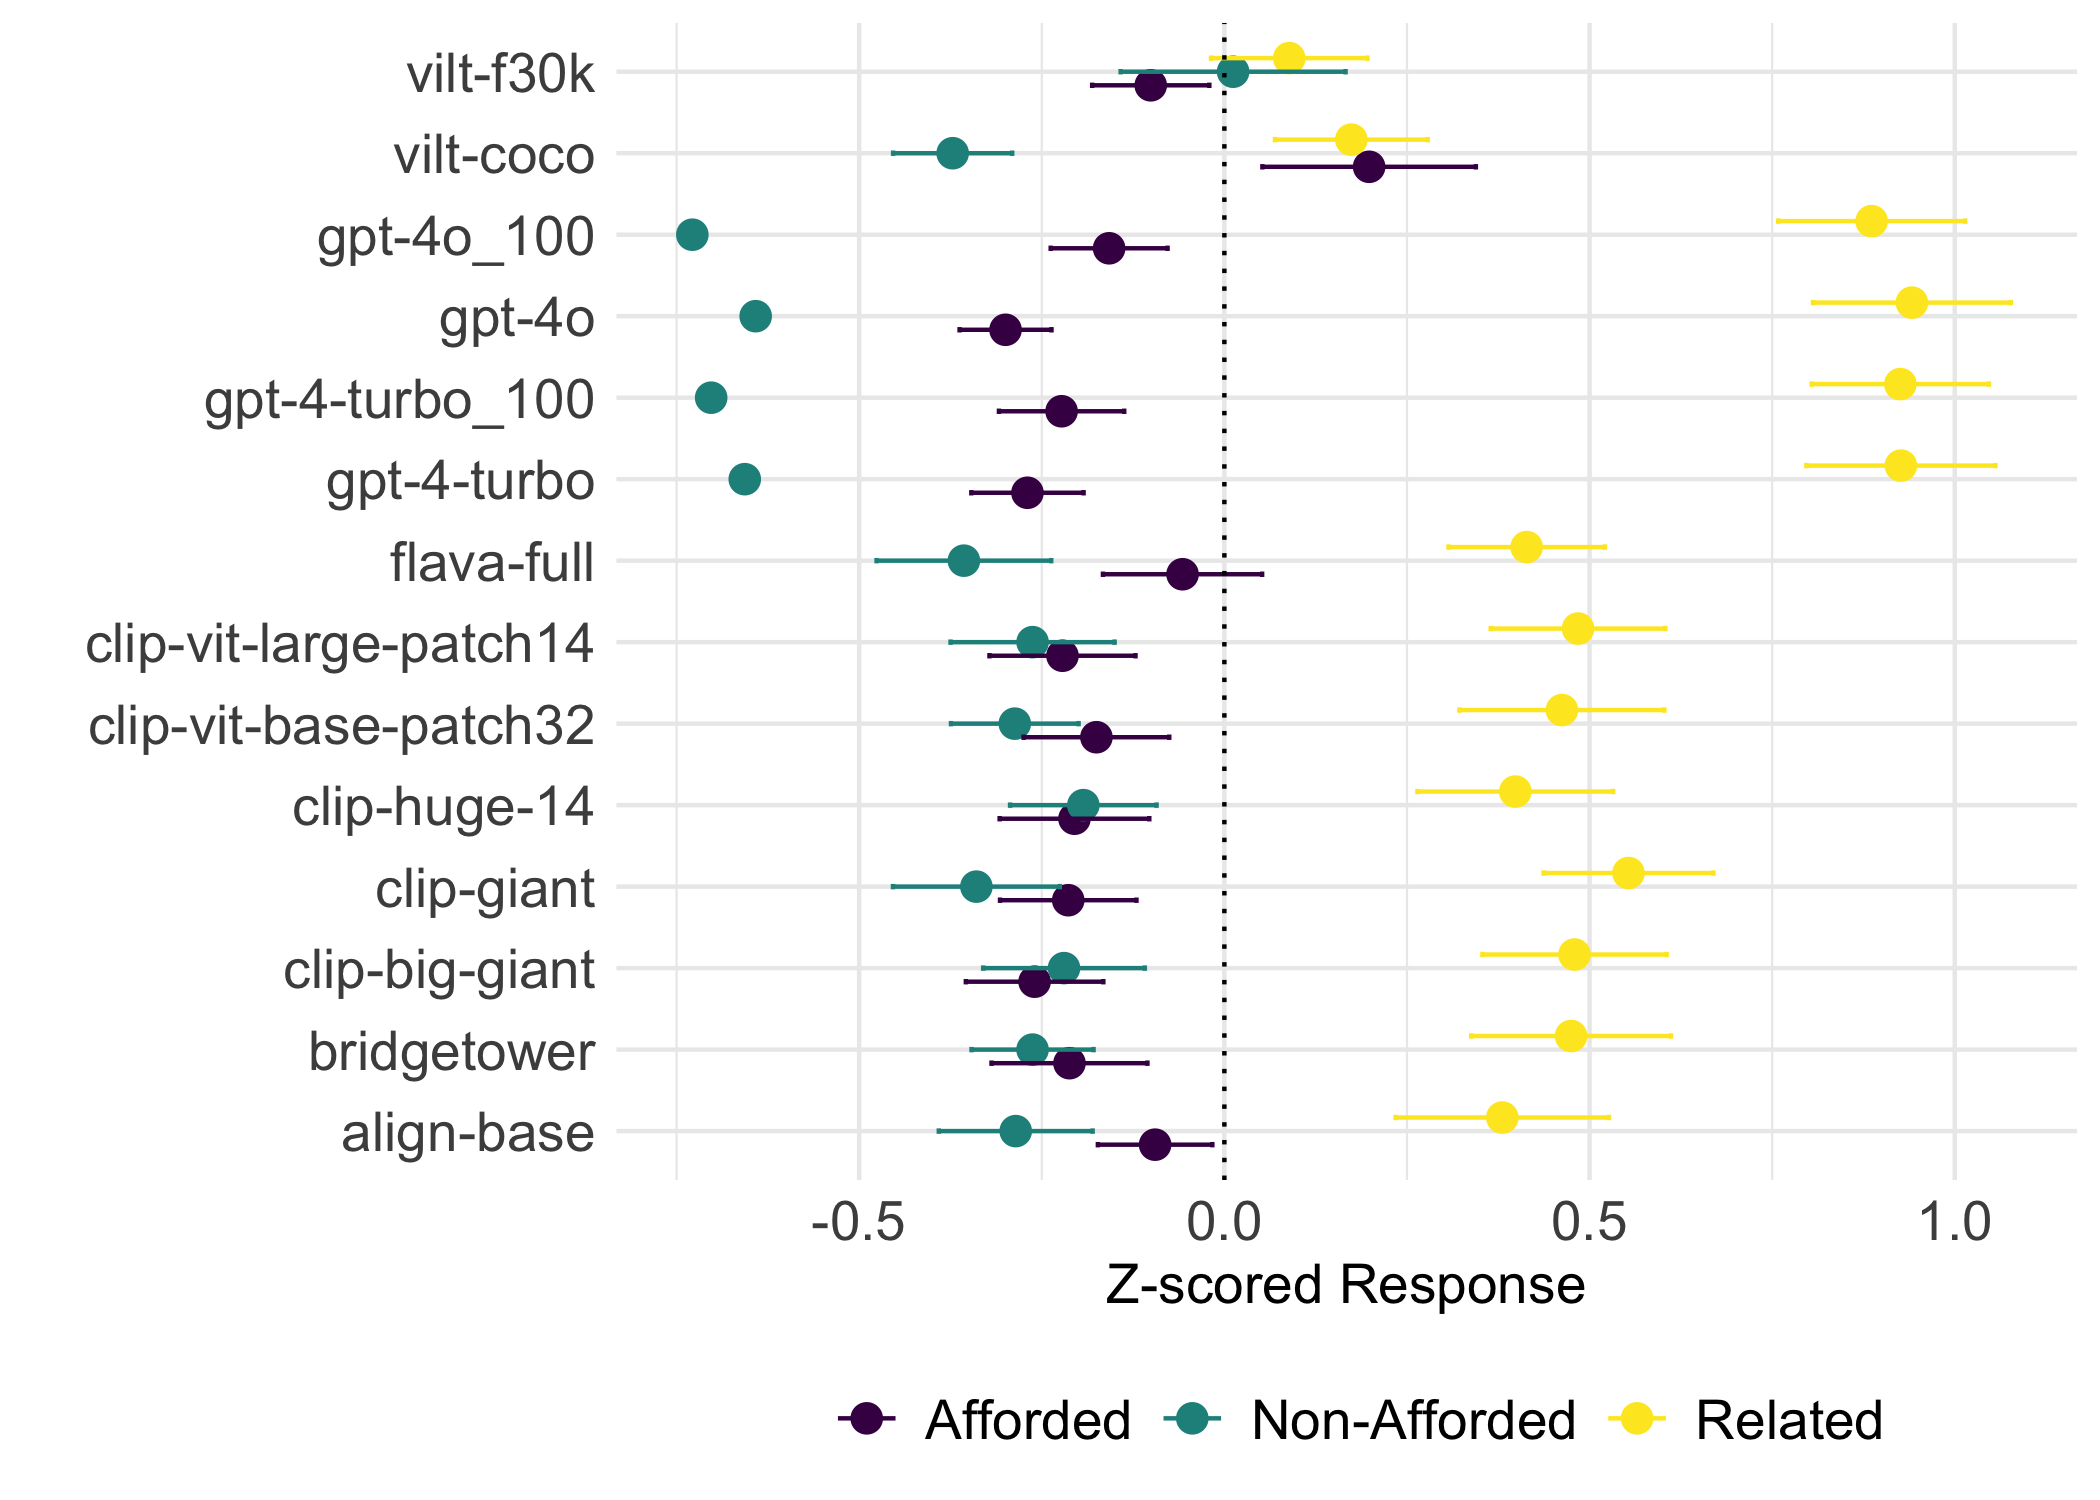 vilt-f30k
vilt-coco
gpt-4o_100
gpt-4o
gpt-4-turbo_100
gpt-4-turbo
flava-full
clip-vit-large-patch14
clip-vit-base-patch32
clip-huge-14
clip-giant
clip-big-giant
bridgetower
align-base
-0.5 0.0 0.5 1.0
Z-scored Response
Afforded Non-Afforded Related